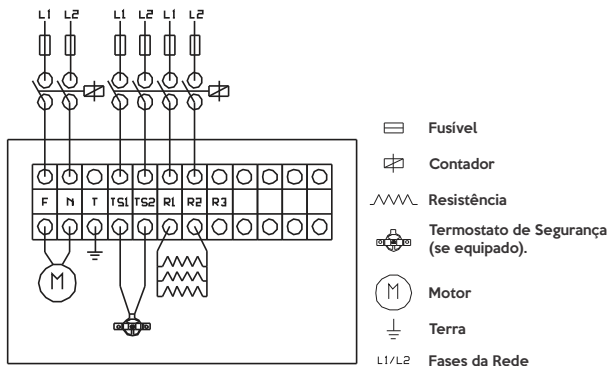 L1 L2 L1 L2 L1 L2
F N T TS1 TS2 R1 R2 R3
M
Fusível
Contador
Resistência
Termostato de Segurança
(se equipado).
M Motor
Terra
L1/L2 Fases da Rede